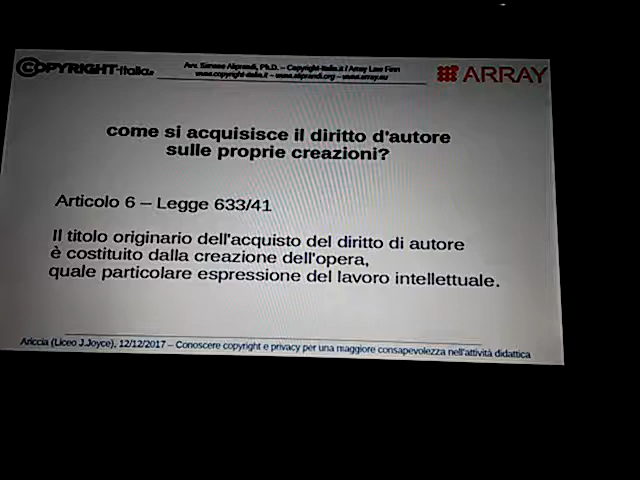 COPYRIGHT-Italia.it
Avv. Simone Aliprandi, Ph.D. – Copyright-Italia.it / Array Law Firm
www.copyright-italia.it – www.aliprandi.org – www.array.eu
ARRAY
come si acquisisce il diritto d'autore
sulle proprie creazioni?
Articolo 6 – Legge 633/41
Il titolo originario dell'acquisto del diritto di autore
è costituito dalla creazione dell'opera,
quale particolare espressione del lavoro intellettuale.
Ariccia (Liceo J.Joyce), 12/12/2017 – Conoscere copyright e privacy per una maggiore consapevolezza nell'attività didattica